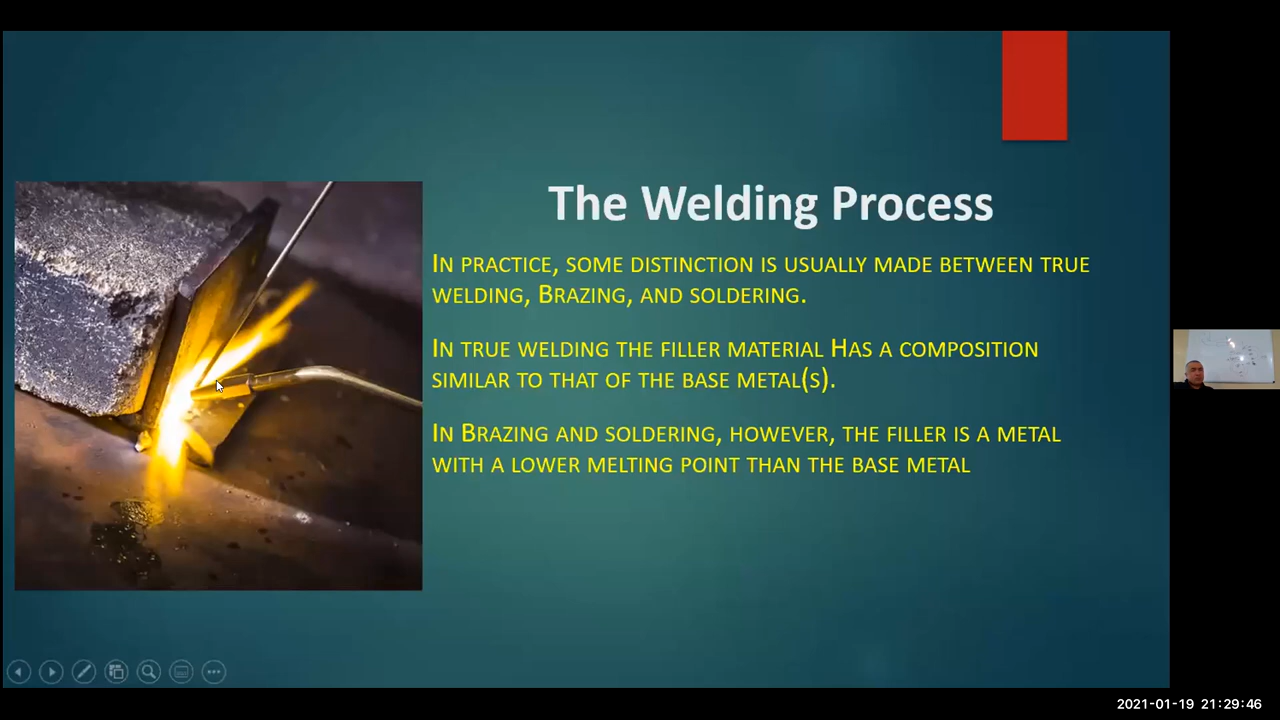 The Welding Process
In practice, some distinction is usually made between true
welding, Brazing, and soldering.
In true welding the filler material Has a composition
similar to that of the base metal(s).
In Brazing and soldering, however, the filler is a metal
with a lower melting point than the base metal
2021-01-19 21:29:46